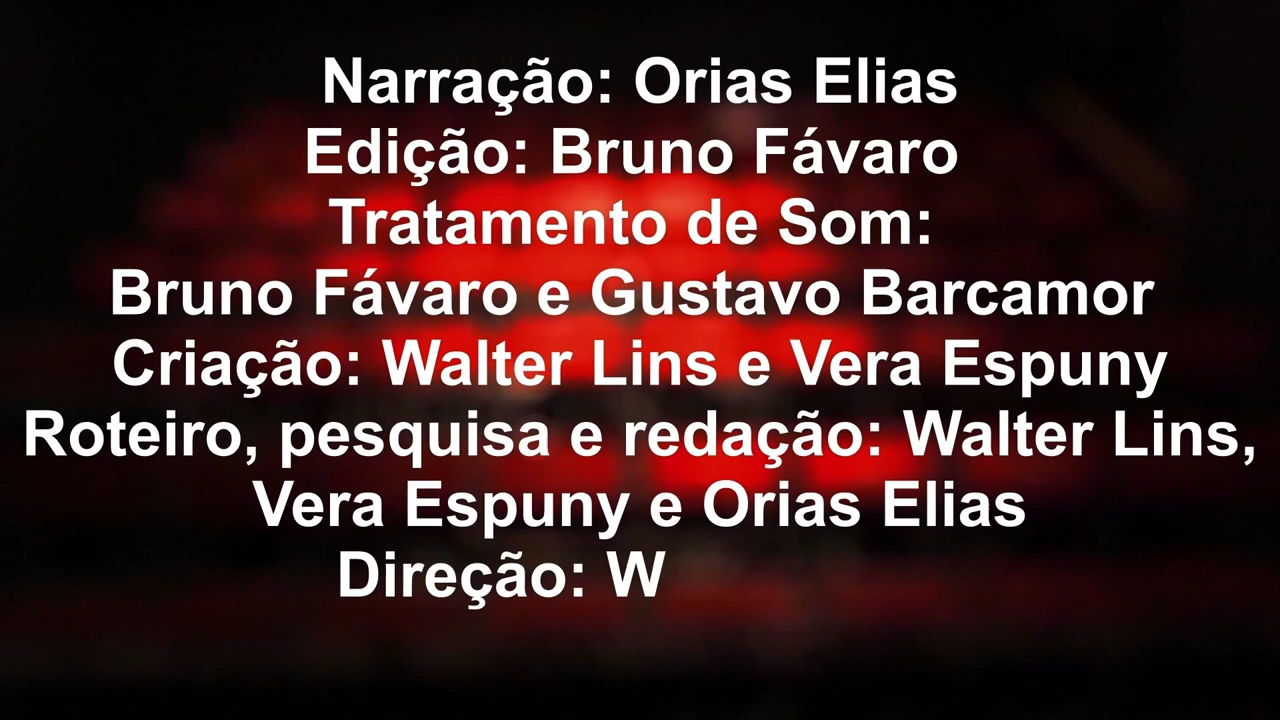 Narração: Orias Elias
Edição: Bruno Fávaro
Tratamento de Som:
Bruno Fávaro e Gustavo Barcamor
Criação: Walter Lins e Vera Espuny
Roteiro, pesquisa e redação: Walter Lins,
Vera Espuny e Orias Elias
Direção: W